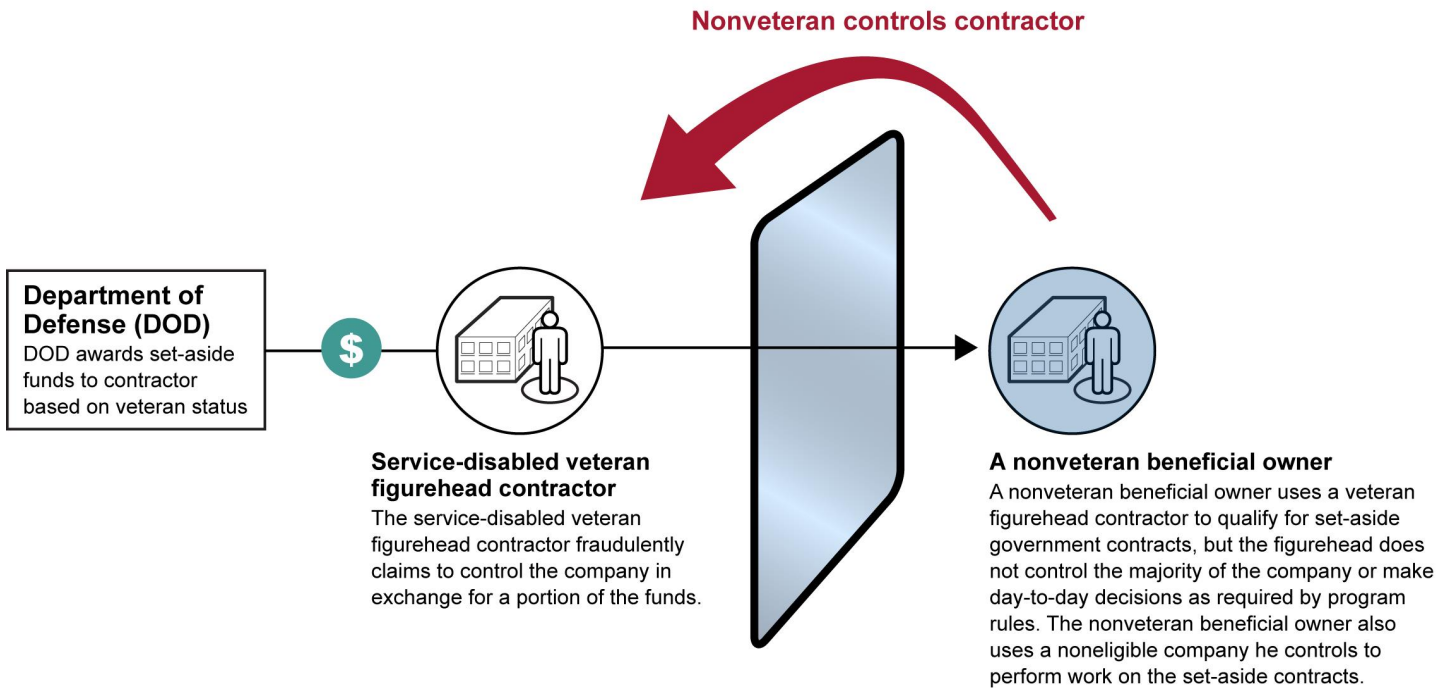 Nonveteran controls contractor
Department of
Defense (DOD)
DOD awards set-aside
funds to contractor
based on veteran status
$
Service-disabled veteran
figurehead contractor
The service-disabled veteran
figurehead contractor fraudulently
claims to control the company in
exchange for a portion of the funds.
A nonveteran beneficial owner
A nonveteran beneficial owner uses a veteran
figurehead contractor to qualify for set-aside
government contracts, but the figurehead does
not control the majority of the company or make
day-to-day decisions as required by program
rules. The nonveteran beneficial owner also
uses a noneligible company he controls to
perform work on the set-aside contracts.